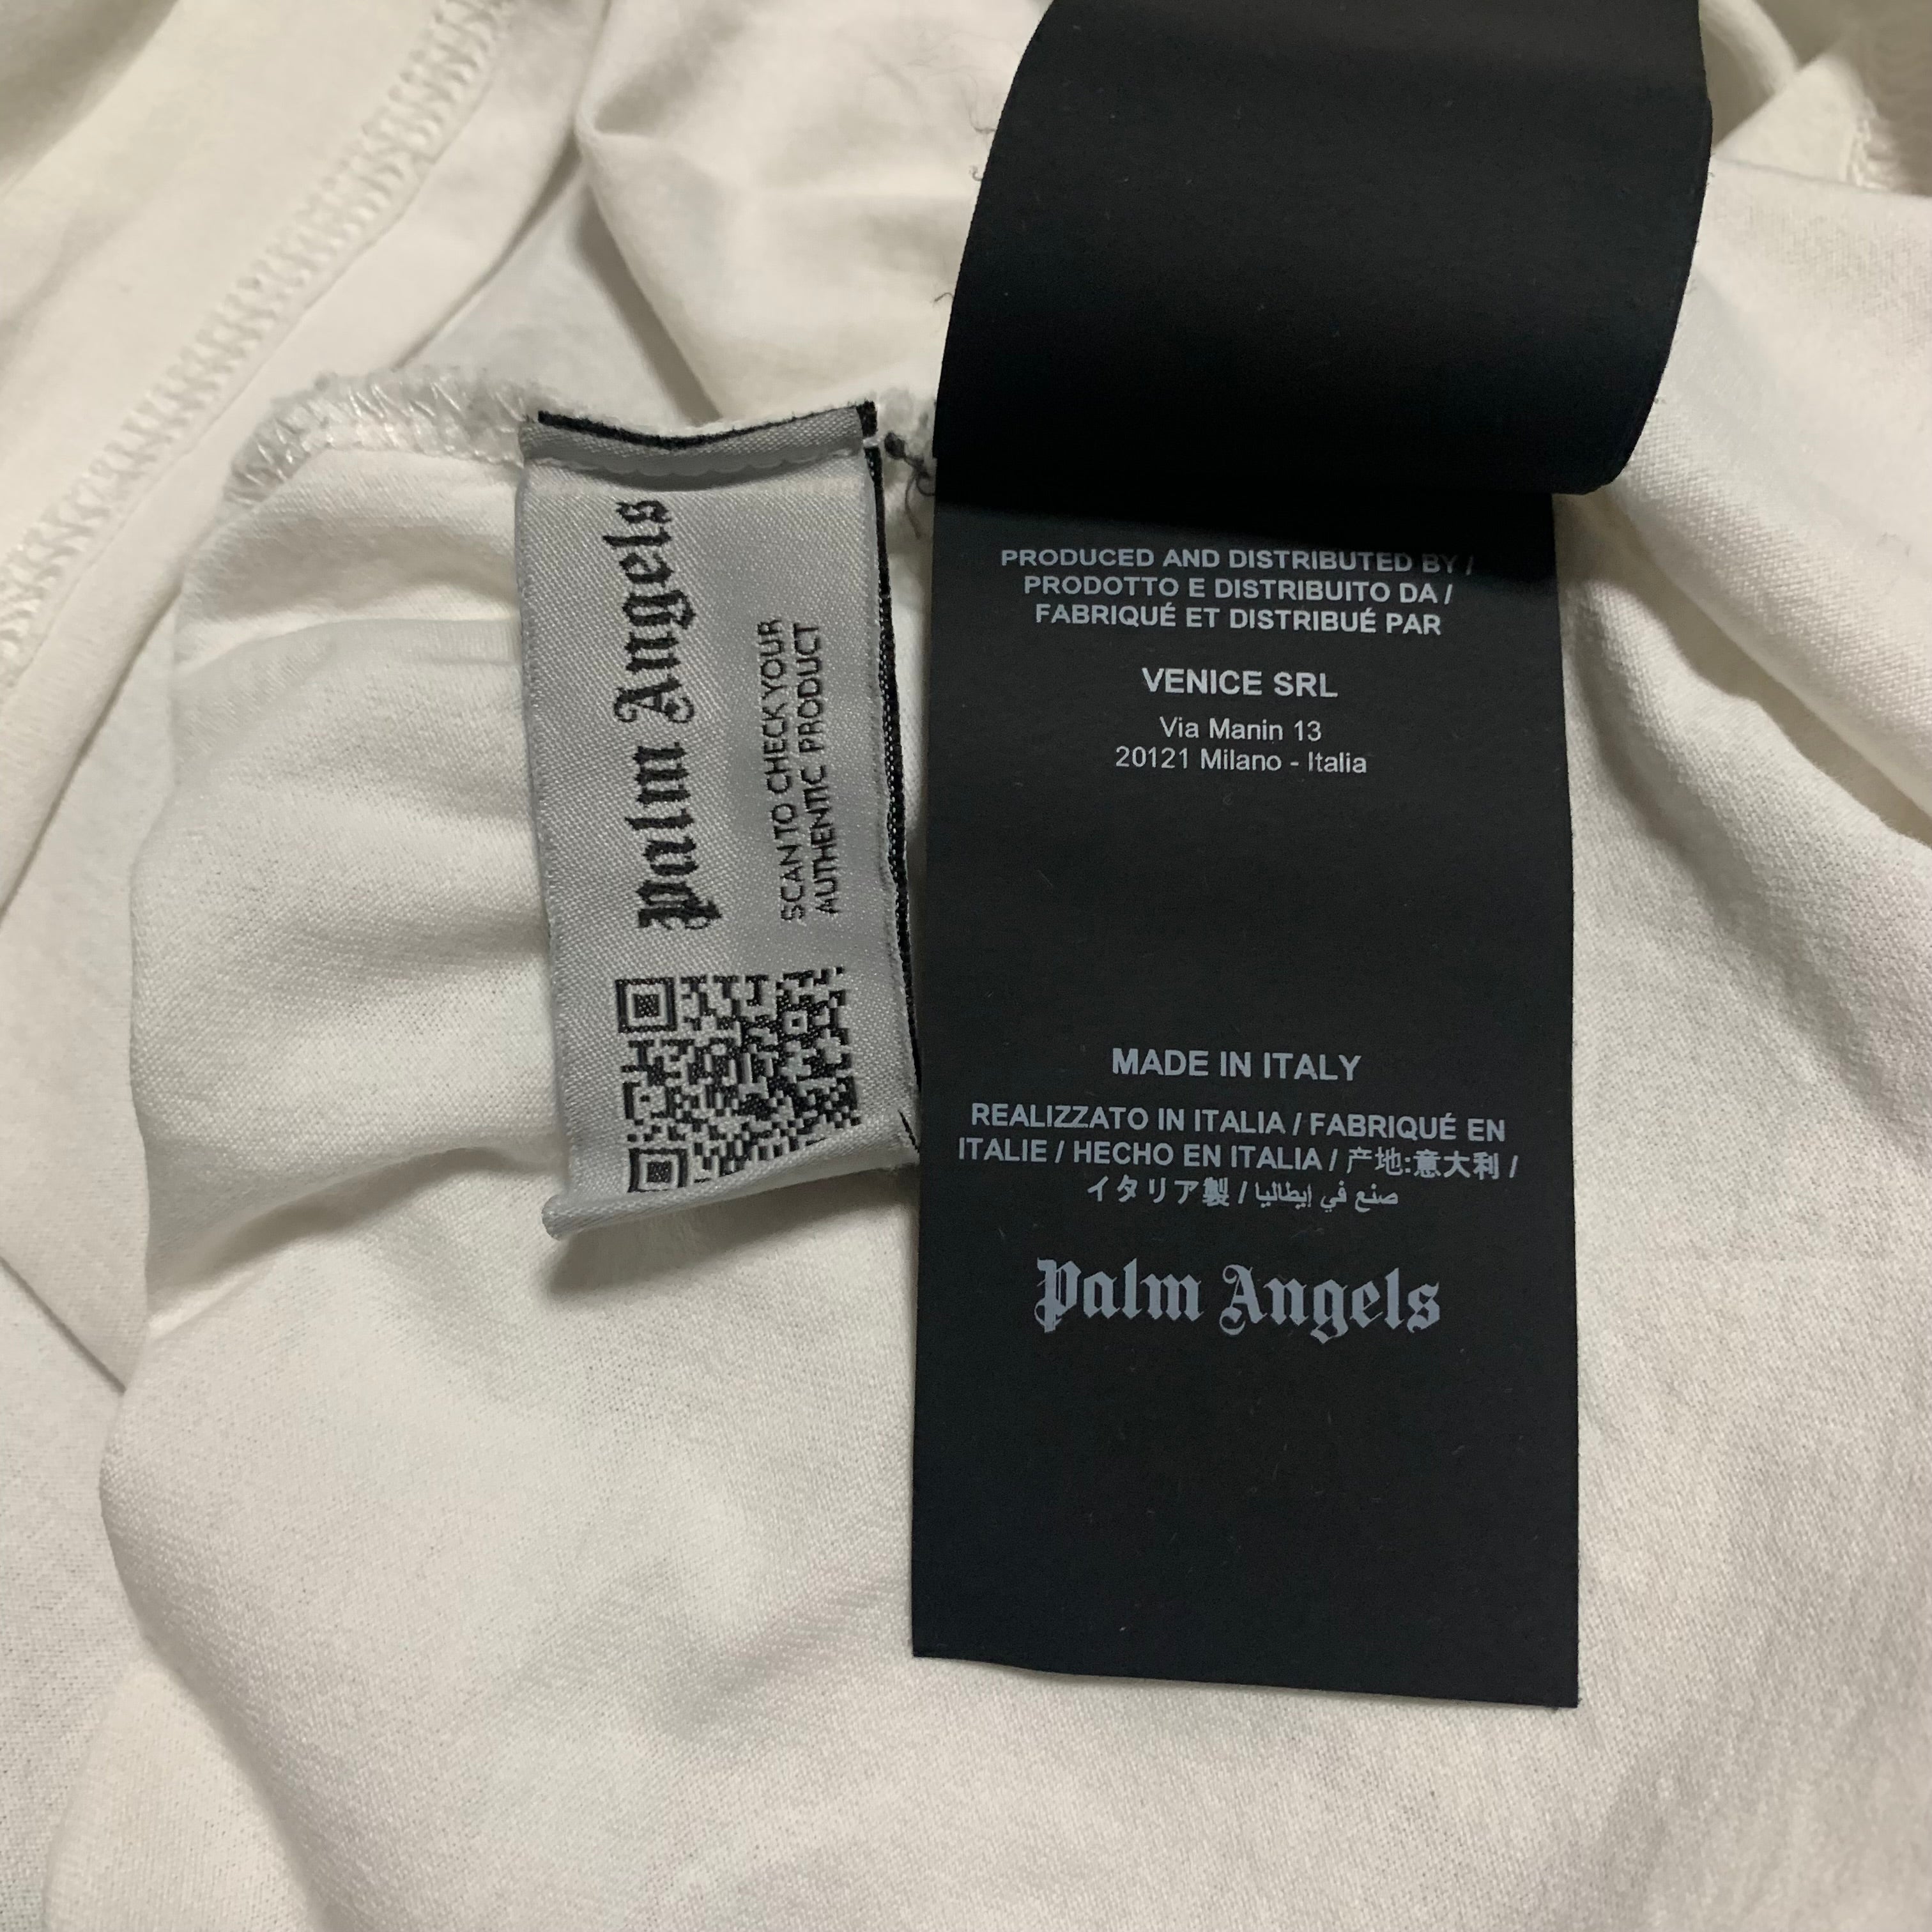 Palm Angels
SCAN TO CHECK YOUR
AUTHENTIC PRODUCT
PRODUCED AND DISTRIBUTED BY /
PRODOTTO E DISTRIBUITO DA /
FABRIQUÉ ET DISTRIBUÉ PAR
VENICE SRL
Via Manin 13
20121 Milano - Italia
MADE IN ITALY
REALIZZATO IN ITALIA / FABRIQUÉ EN
ITALIE / HECHO EN ITALIA / 产地:意大利 /
イタリア製 / صنع في إيطاليا
Palm Angels